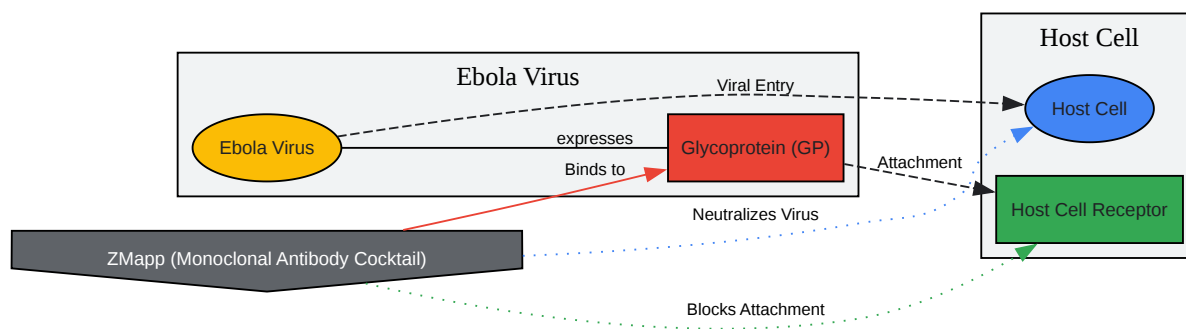 Host Cell
Ebola Virus
Viral Entry
Host Cell
Ebola Virus
expresses
Glycoprotein (GP)
Binds to
Attachment
Neutralizes Virus
Host Cell Receptor
ZMapp (Monoclonal Antibody Cocktail)
Blocks Attachment